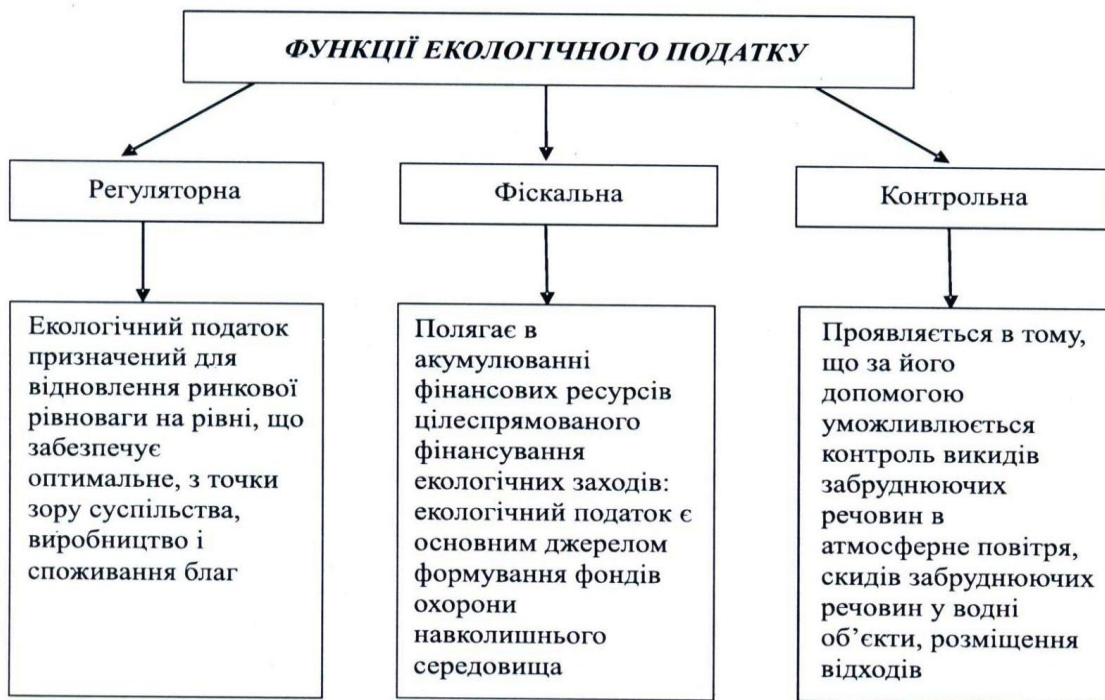 ФУНКЦІЇ ЕКОЛОГІЧНОГО ПОДАТКУ
Регуляторна
Фіскальна
Контрольна
Екологічний податок
призначений для
відновлення ринкової
рівноваги на рівні, що
забезпечує
оптимальне, з точки
зору суспільства,
виробництво і
споживання благ
Полягає в
акумулюванні
фінансових ресурсів
цілеспрямованого
фінансування
екологічних заходів:
екологічний податок є
основним джерелом
формування фондів
охорони
навколишнього
середовища
Проявляється в тому,
що за його
допомогою
уможливлюється
контроль викидів
забруднюючих
речовин в
атмосферне повітря,
скидів забруднюючих
речовин у водні
об’єкти, розміщення
відходів